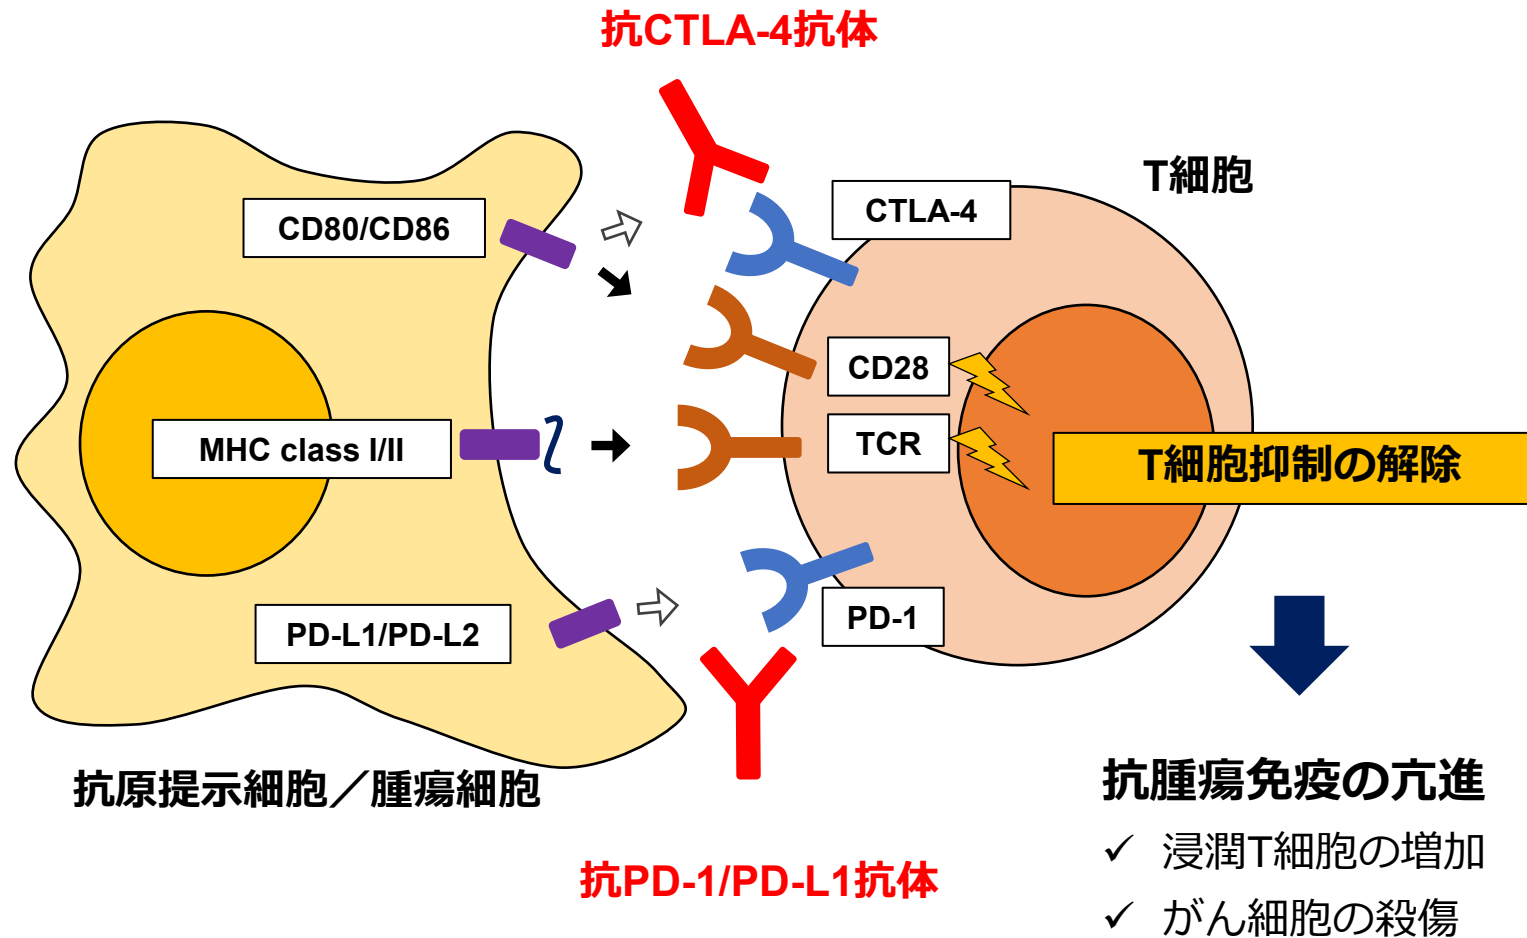 抗CTLA-4抗体
T細胞
CD80/CD86
CTLA-4
CD28
MHC class I/II
TCR
T細胞抑制の解除
PD-L1/PD-L2
PD-1
抗原提示細胞／腫瘍細胞
抗PD-1/PD-L1抗体
抗腫瘍免疫の亢進
✓ 浸潤T細胞の増加
✓ がん細胞の殺傷